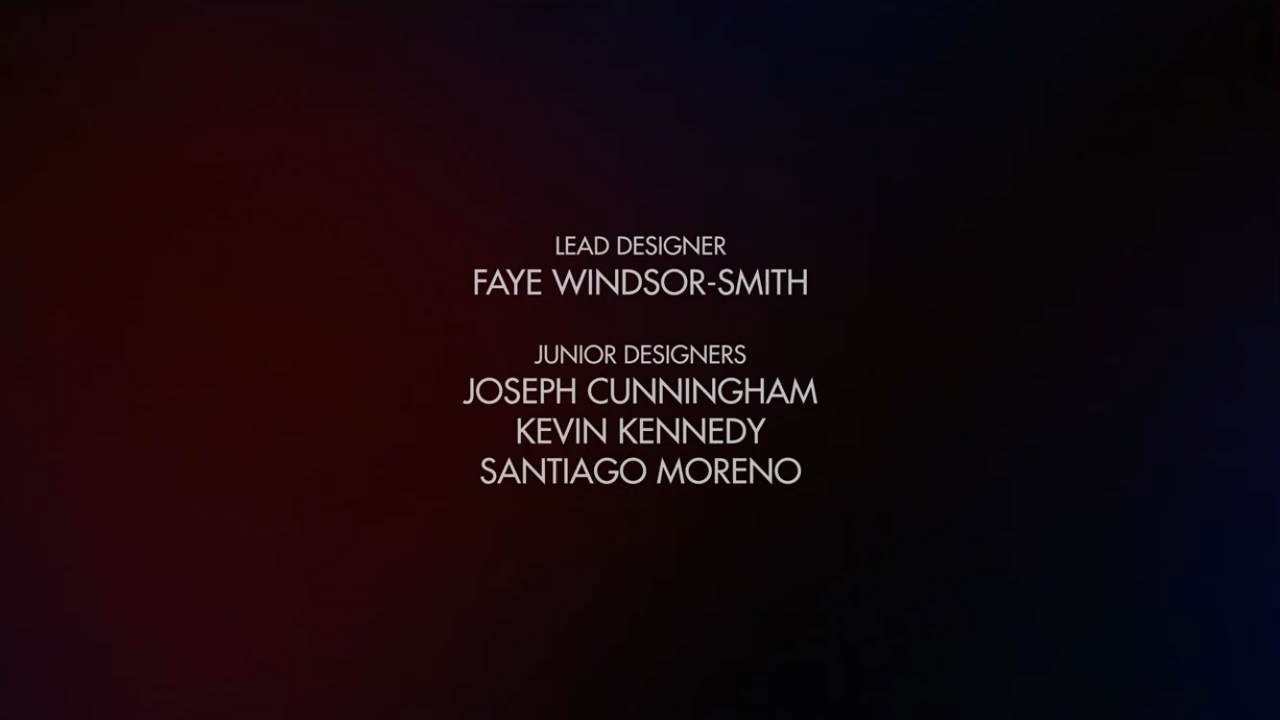 LEAD DESIGNER
FAYE WINDSOR-SMITH
JUNIOR DESIGNERS
JOSEPH CUNNINGHAM
KEVIN KENNEDY
SANTIAGO MORENO